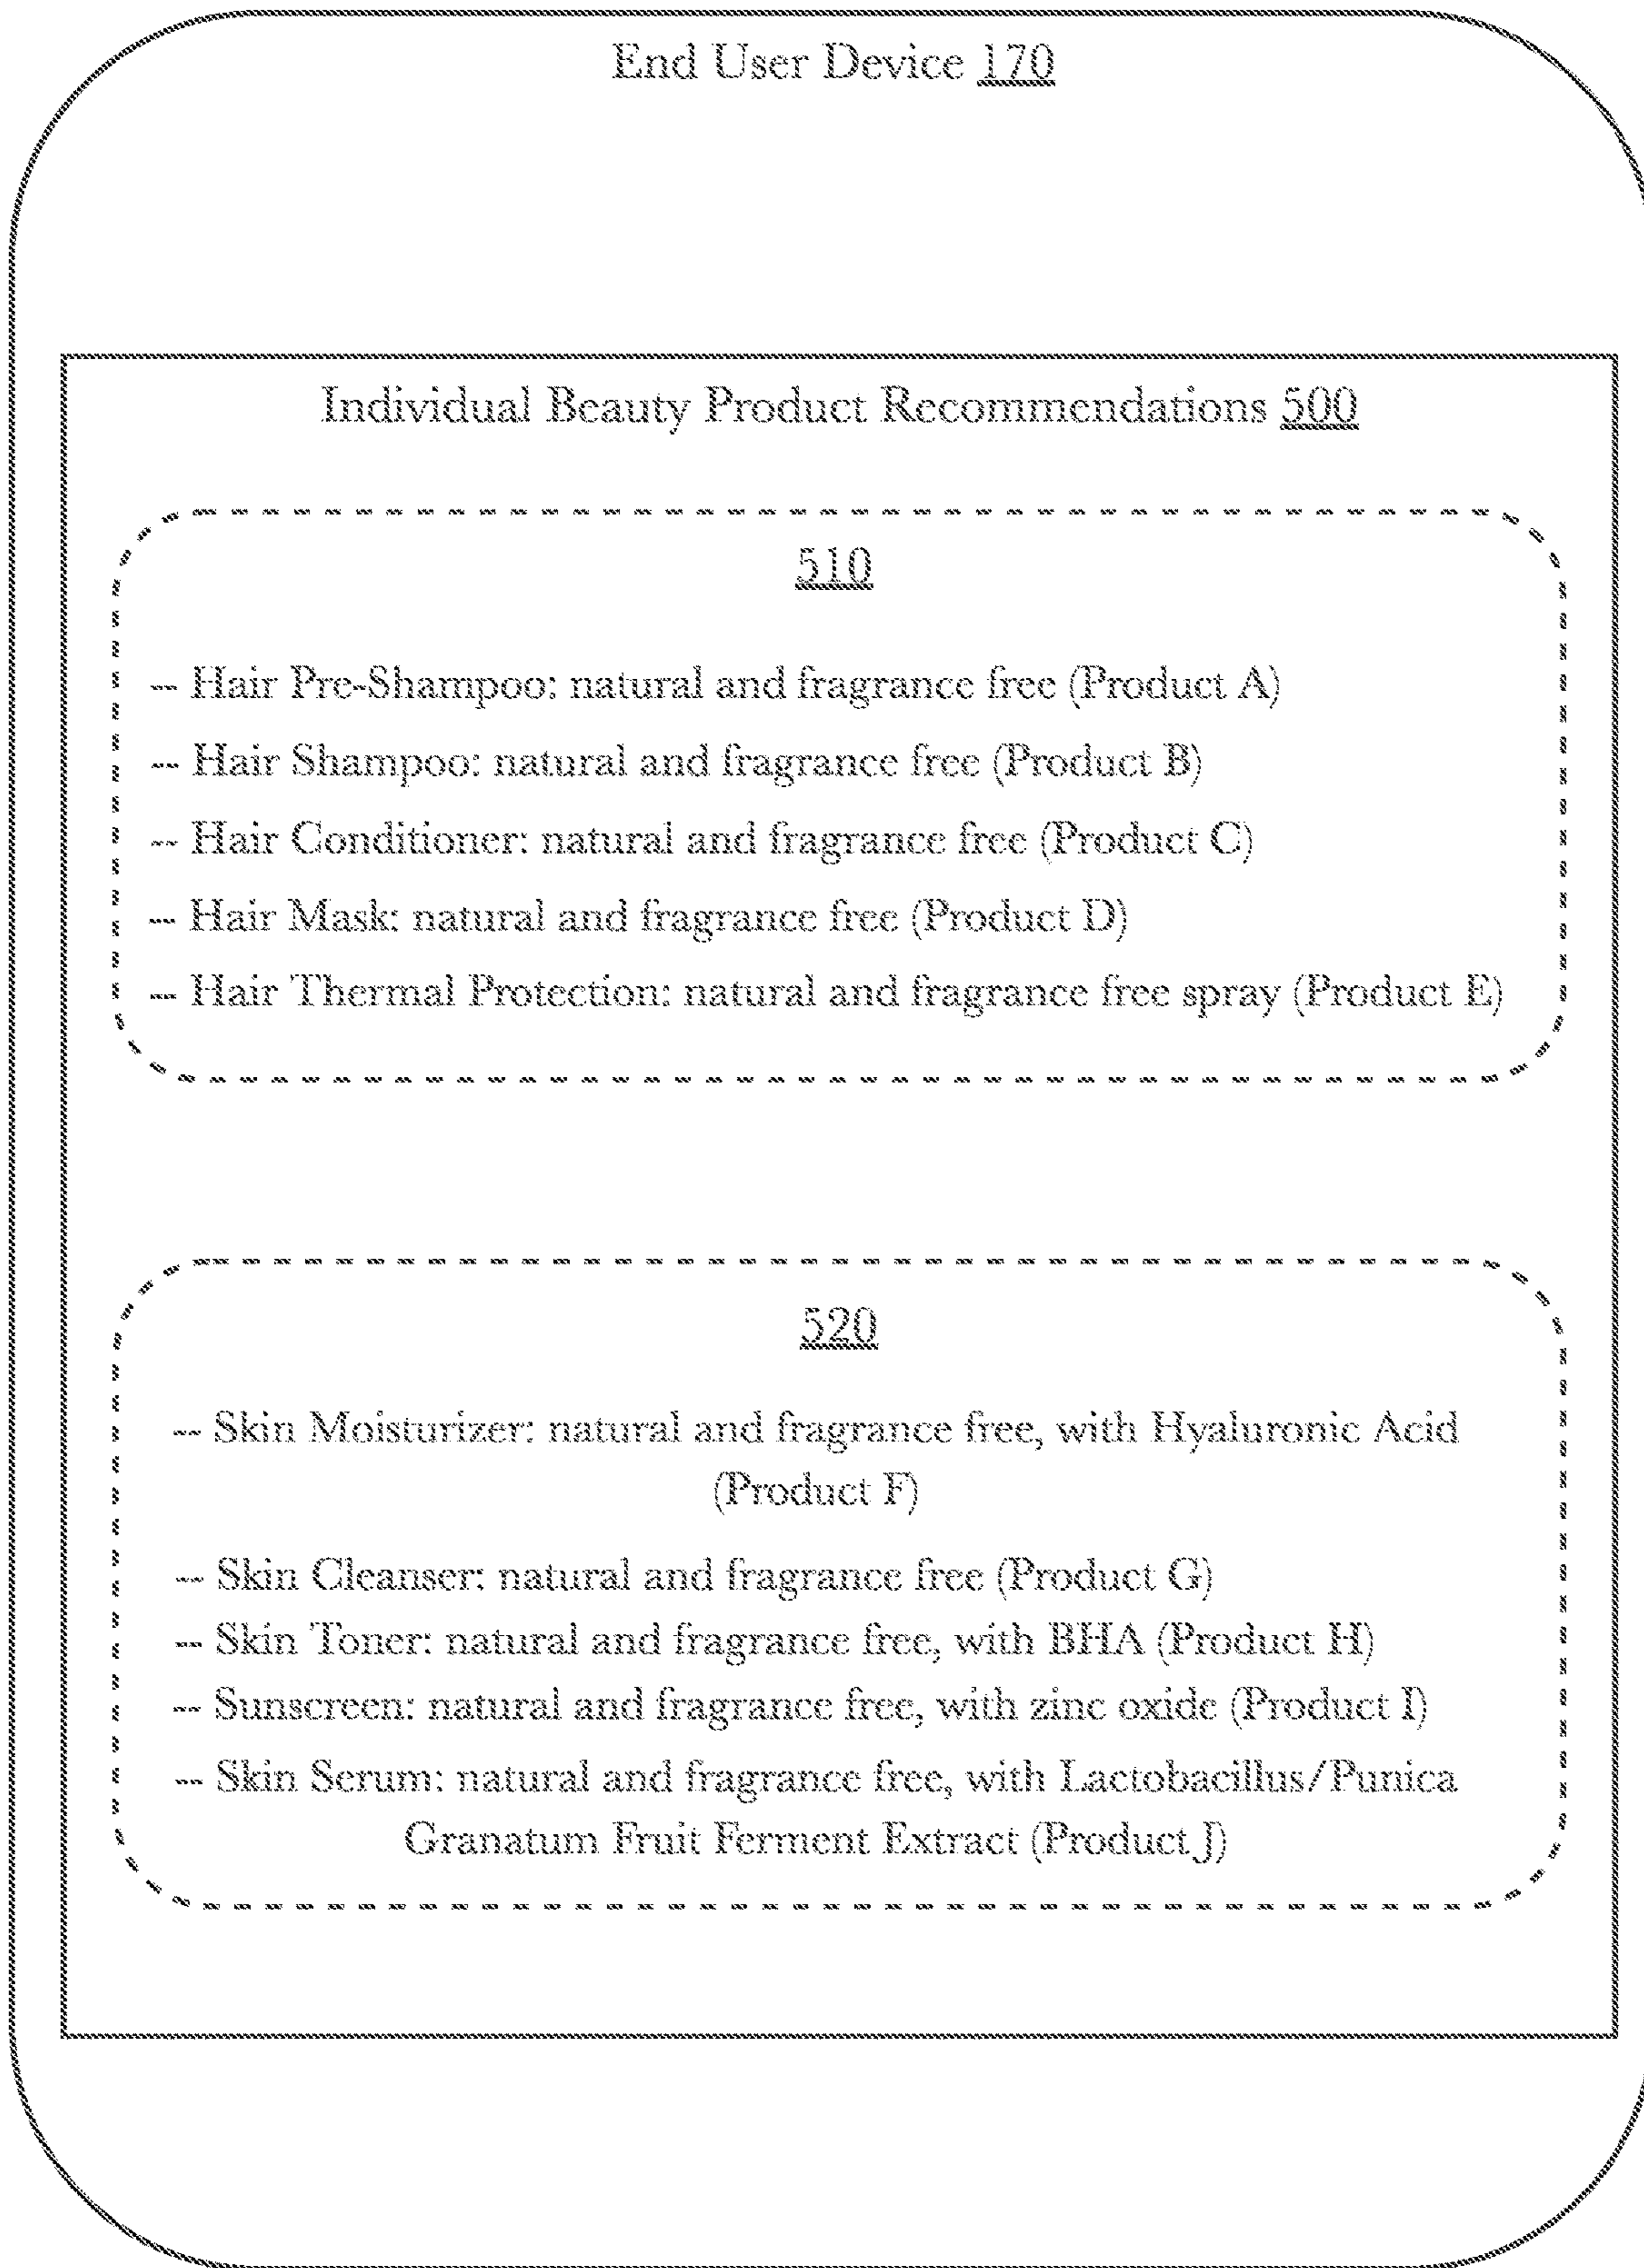 End User Device 170
Individual Beauty Product Recommendations 500
510
-- Hair Pre-Shampoo: natural and fragrance free (Product A)
-- Hair Shampoo: natural and fragrance free (Product B)
-- Hair Conditioner: natural and fragrance free (Product C)
-- Hair Mask: natural and fragrance free (Product D)
-- Hair Thermal Protection: natural and fragrance free spray (Product E)
520
-- Skin Moisturizer: natural and fragrance free, with Hyaluronic Acid
(Product F)
-- Skin Cleanser: natural and fragrance free (Product G)
-- Skin Toner: natural and fragrance free, with BHA (Product H)
-- Sunscreen: natural and fragrance free, with zinc oxide (Product I)
-- Skin Serum: natural and fragrance free, with Lactobacillus/Punica
Granatum Fruit Ferment Extract (Product J)